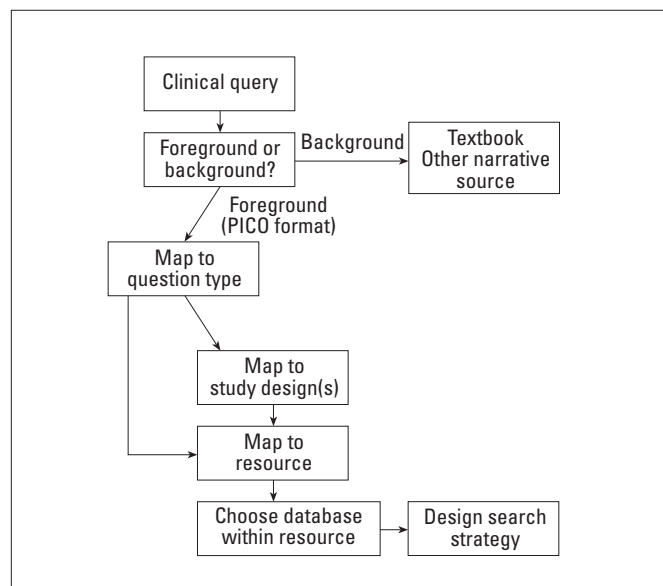 Clinical query
Foreground or
background?
Background
Textbook
Other narrative
source
Foreground
(PICO format)
Map to
question type
Map to
study design(s)
Map to
resource
Choose database
within resource
Design search
strategy